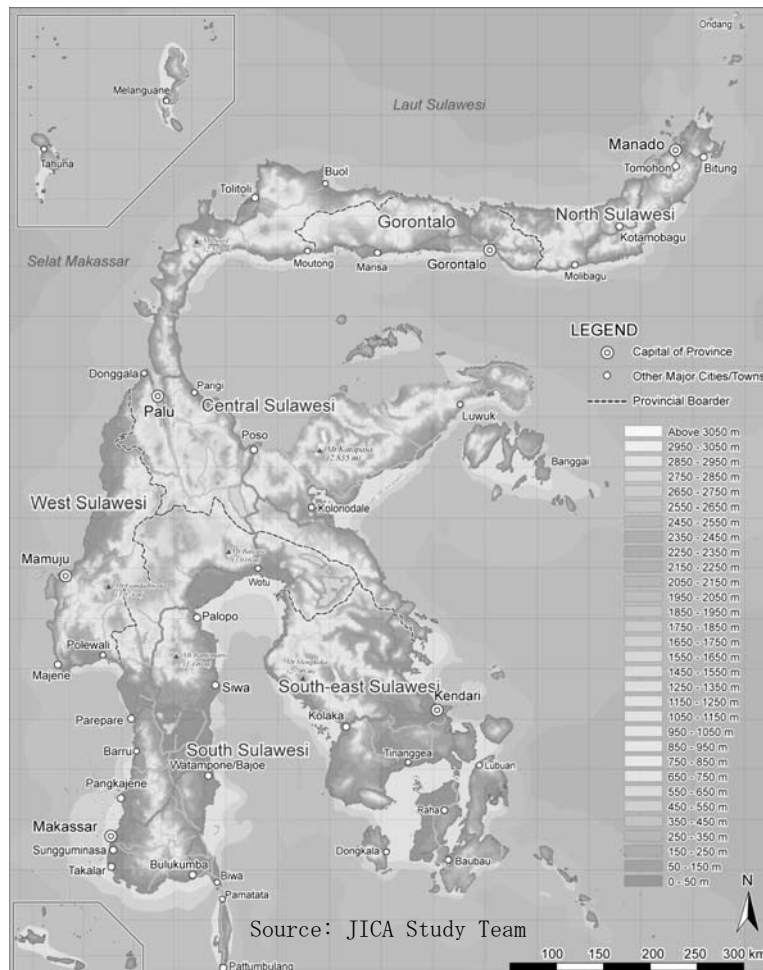 Ondang
Melanguane
Laut Sulawesi
Manado
Tahuna
Tomohon
Bitung
Buol
Tolitoli
Gorontalo
North Sulawesi
Kotamobagu
Selat Makassar
Moutong
Marisa
Gorontalo
Molibagu
LEGEND
Capital of Province
Donggala
Other Major Cities/Towns
Parigi
Provincial Boarder
Palu
Central Sulawesi
Luwuk
Poso
(2.835 m)
Banggai
West Sulawesi
Kolonodale
Mamuju
Wotu
Palopo
Polewali
Majene
Siwa
South-east Sulawesi
Kendari
Parepare
Kolaka
Barru
South Sulawesi
Tinanggea
Lubuan
Watampone/Bajoe
Pangkajene
Raha
Makassar
Sungguminasa
Dongkala
Baubau
Takalar
Bulukumba
Biwa
Pamatata
Pattumbulang
Above 3050 m
2950 - 3050 m
2850 - 2950 m
2750 - 2850 m
2650 - 2750 m
2550 - 2650 m
2450 - 2550 m
2350 - 2450 m
2250 - 2350 m
2150 - 2250 m
2050 - 2150 m
1950 - 2050 m
1850 - 1950 m
1750 - 1850 m
1650 - 1750 m
1550 - 1650 m
1450 - 1550 m
1250 - 1350 m
1150 - 1250 m
1050 - 1150 m
950 - 1050 m
850 - 950 m
750 - 850 m
650 - 750 m
550 - 650 m
450 - 550 m
350 - 450 m
250 - 350 m
150 - 250 m
50 - 150 m
0 - 50 m
N
Source: JICA Study Team
100 150 200 250 300 km